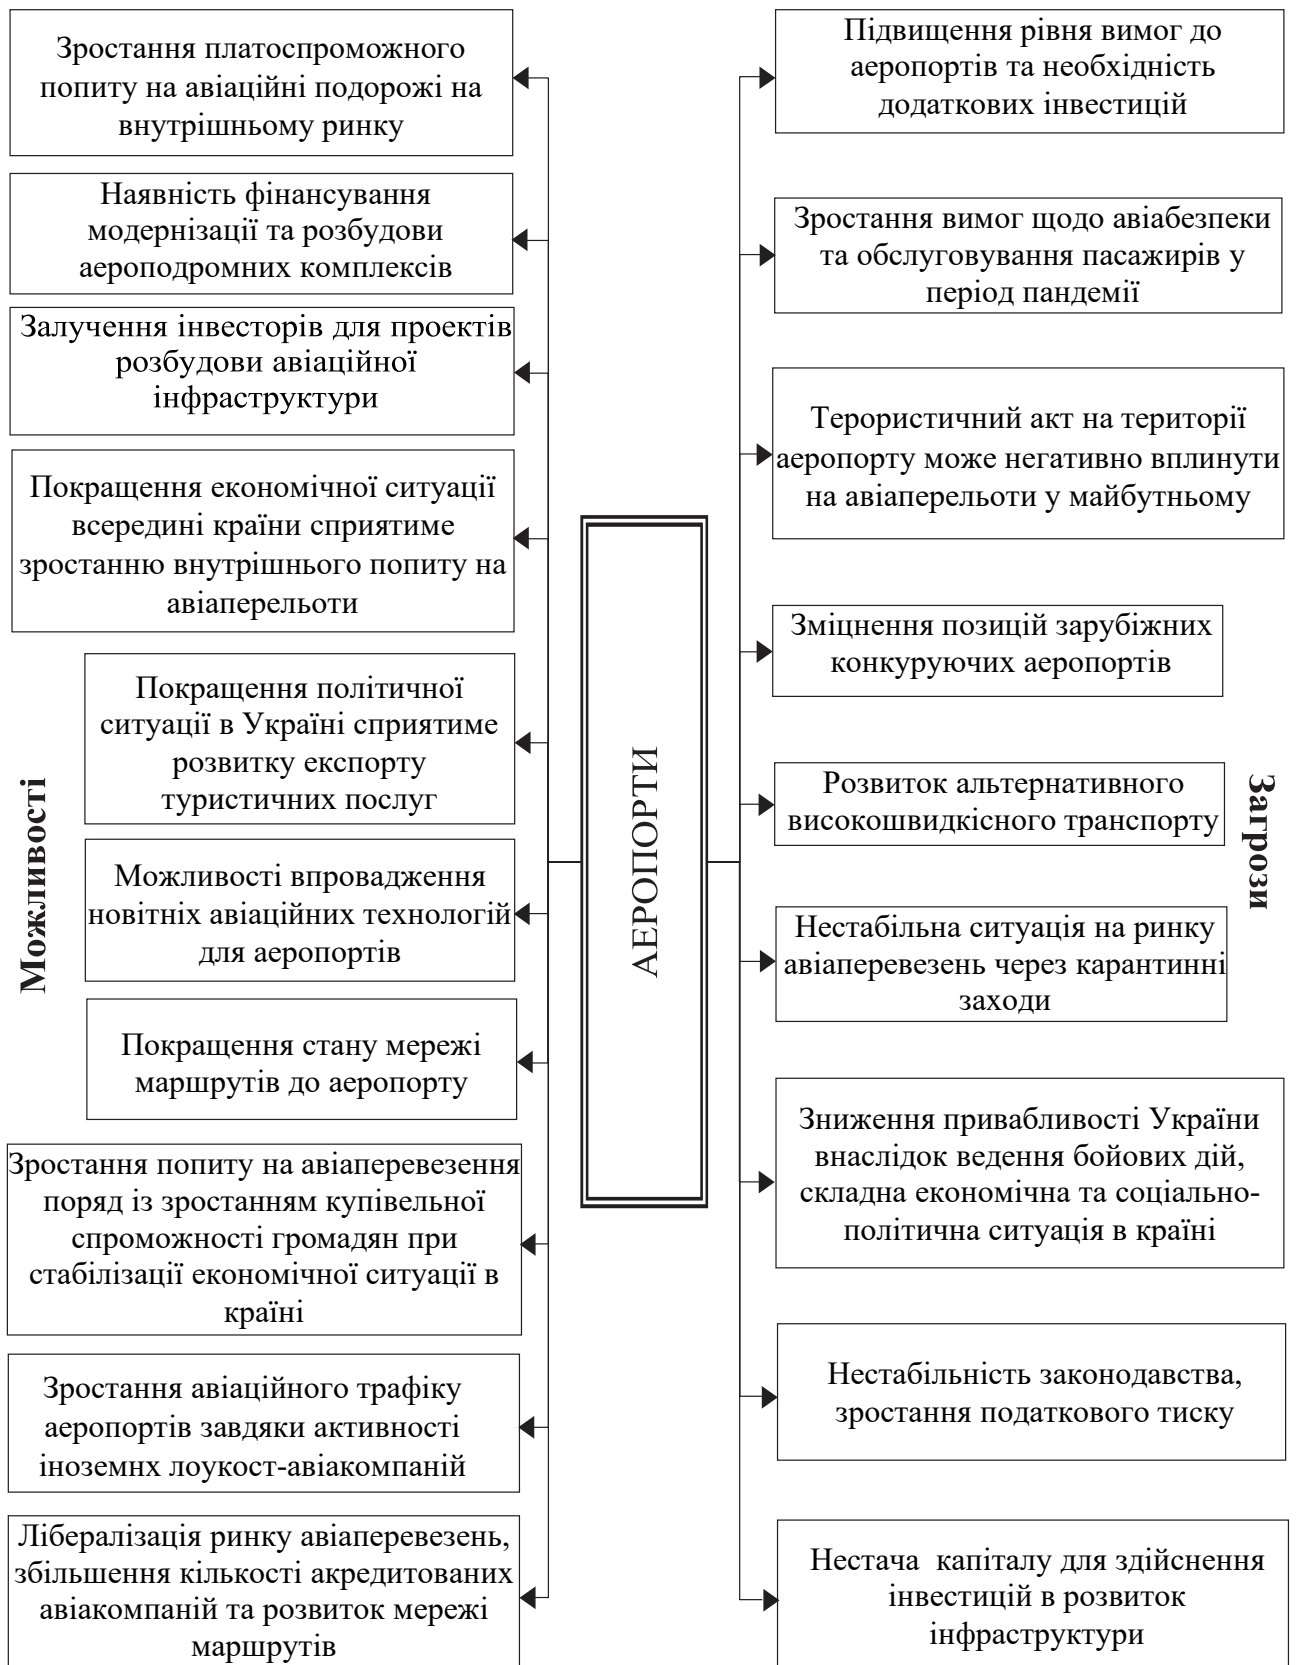 Зростання платоспроможного
попиту на авіаційні подорожі на
внутрішньому ринку
Наявність фінансування
модернізації та розбудови
аероподромних комплексів
Залучення інвесторів для проектів
розбудови авіаційної
інфраструктури
Покращення економічної ситуації
всередині країни сприятиме
зростанню внутрішнього попиту на
авіаперельоти
Покращення політичної
ситуації в Україні сприятиме
розвитку експорту
туристичних послуг
Можливості впровадження
новітніх авіаційних технологій
для аеропортів
Покращення стану мережі
маршрутів до аеропорту
Зростання попиту на авіаперевезення
поряд із зростанням купівельної
спроможності громадян при
стабілізації економічної ситуації в
країні
Зростання авіаційного трафіку
аеропортів завдяки активності
іноземнх лоукост-авіакомпаній
Лібералізація ринку авіаперевезень,
збільшення кількості акредитованих
авіакомпаній та розвиток мережі
маршрутів
Можливості
АЕРОПОРТИ
Підвищення рівня вимог до
аеропортів та необхідність
додаткових інвестицій
Зростання вимог щодо авіабезпеки
та обслуговування пасажирів у
період пандемії
Терористичний акт на території
аеропорту може негативно вплинути
на авіаперельоти у майбутньому
Зміцнення позицій зарубіжних
конкуруючих аеропортів
Розвиток альтернативного
високошвидкісного транспорту
Нестабільна ситуація на ринку
авіаперевезень через карантинні
заходи
Зниження привабливості України
внаслідок ведення бойових дій,
складна економічна та соціально-
політична ситуація в країні
Нестабільність законодавства,
зростання податкового тиску
Нестача капіталу для здійснення
інвестицій в розвиток
інфраструктури
Загрози